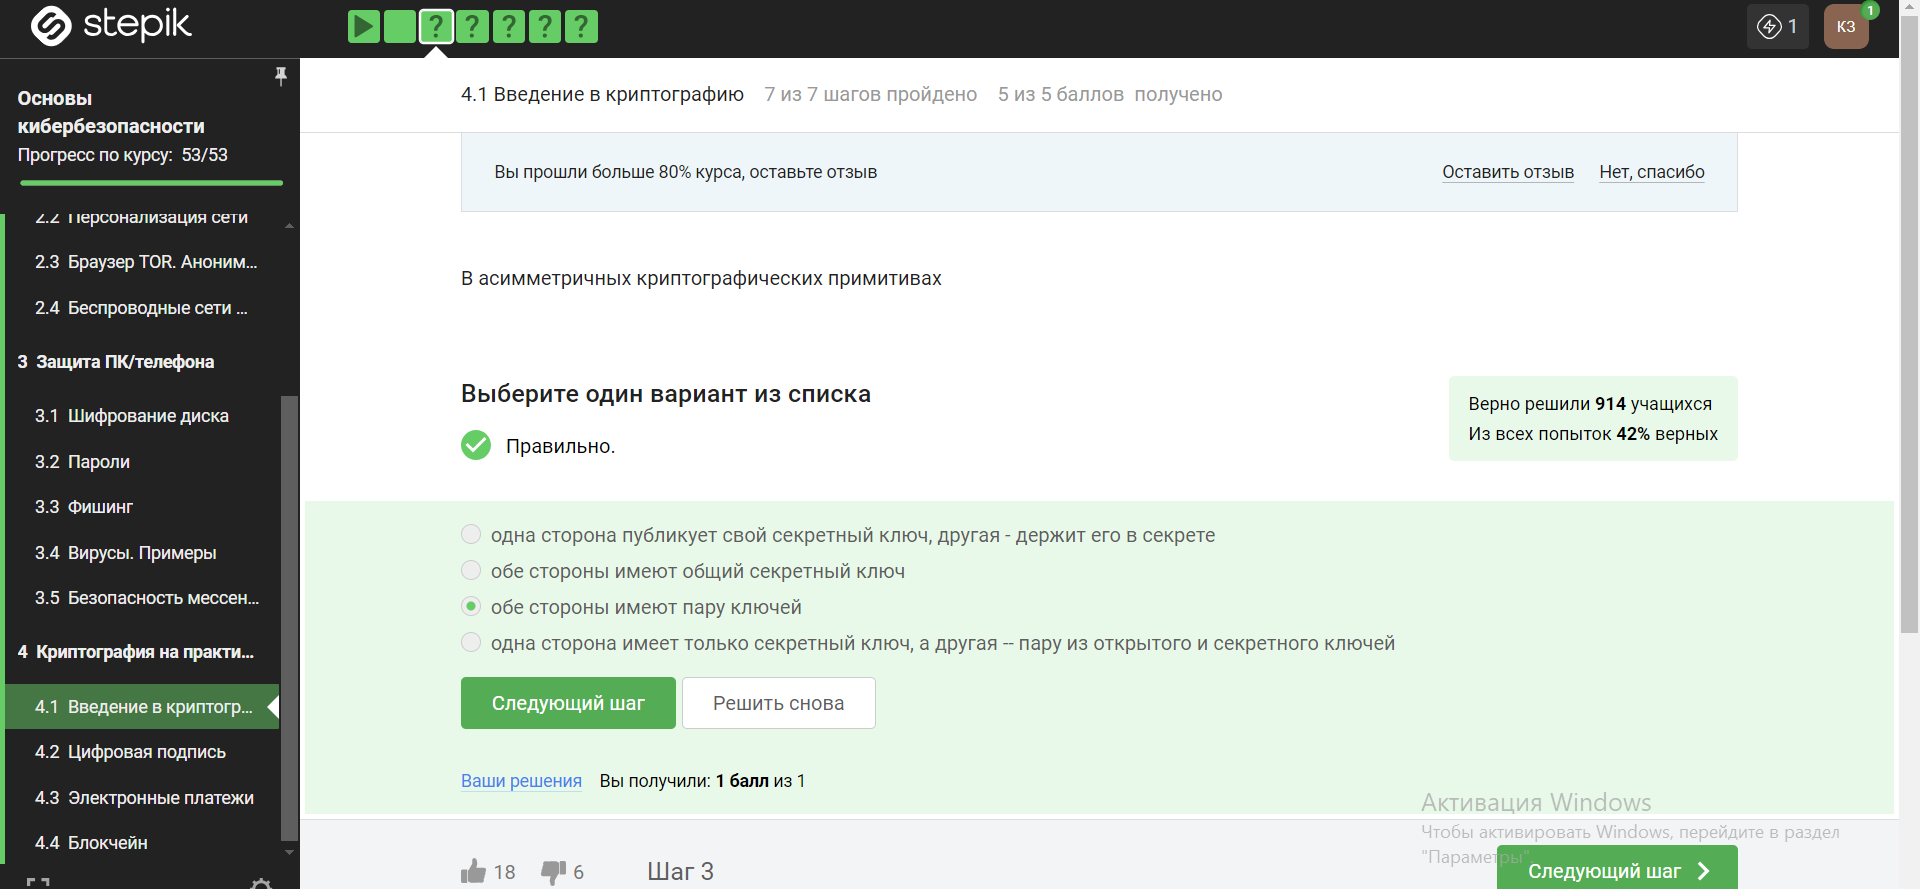 stepik
? ? ? ? ?
1
КЗ
1
Основы
кибербезопасности
Прогресс по курсу: 53/53
2.2 Персонализация сети
2.3 Браузер TOR. Аноним...
2.4 Беспроводные сети ...
3 Защита ПК/телефона
3.1 Шифрование диска
3.2 Пароли
3.3 Фишинг
3.4 Вирусы. Примеры
3.5 Безопасность мессен...
4 Криптография на практи...
4.1 Введение в криптогр...
4.2 Цифровая подпись
4.3 Электронные платежи
4.4 Блокчейн
4.1 Введение в криптографию 7 из 7 шагов пройдено 5 из 5 баллов получено
Вы прошли больше 80% курса, оставьте отзыв
Оставить отзыв Нет, спасибо
В асимметричных криптографических примитивах
Выберите один вариант из списка
Правильно.
Верно решили 914 учащихся
Из всех попыток 42% верных
одна сторона публикует свой секретный ключ, другая - держит его в секрете
обе стороны имеют общий секретный ключ
обе стороны имеют пару ключей
одна сторона имеет только секретный ключ, а другая -- пару из открытого и секретного ключей
Следующий шаг Решить снова
Ваши решения Вы получили: 1 балл из 1
Активация Windows
Чтобы активировать Windows, перейдите в раздел
"Параметры".
18 6 Шаг 3
Следующий шаг